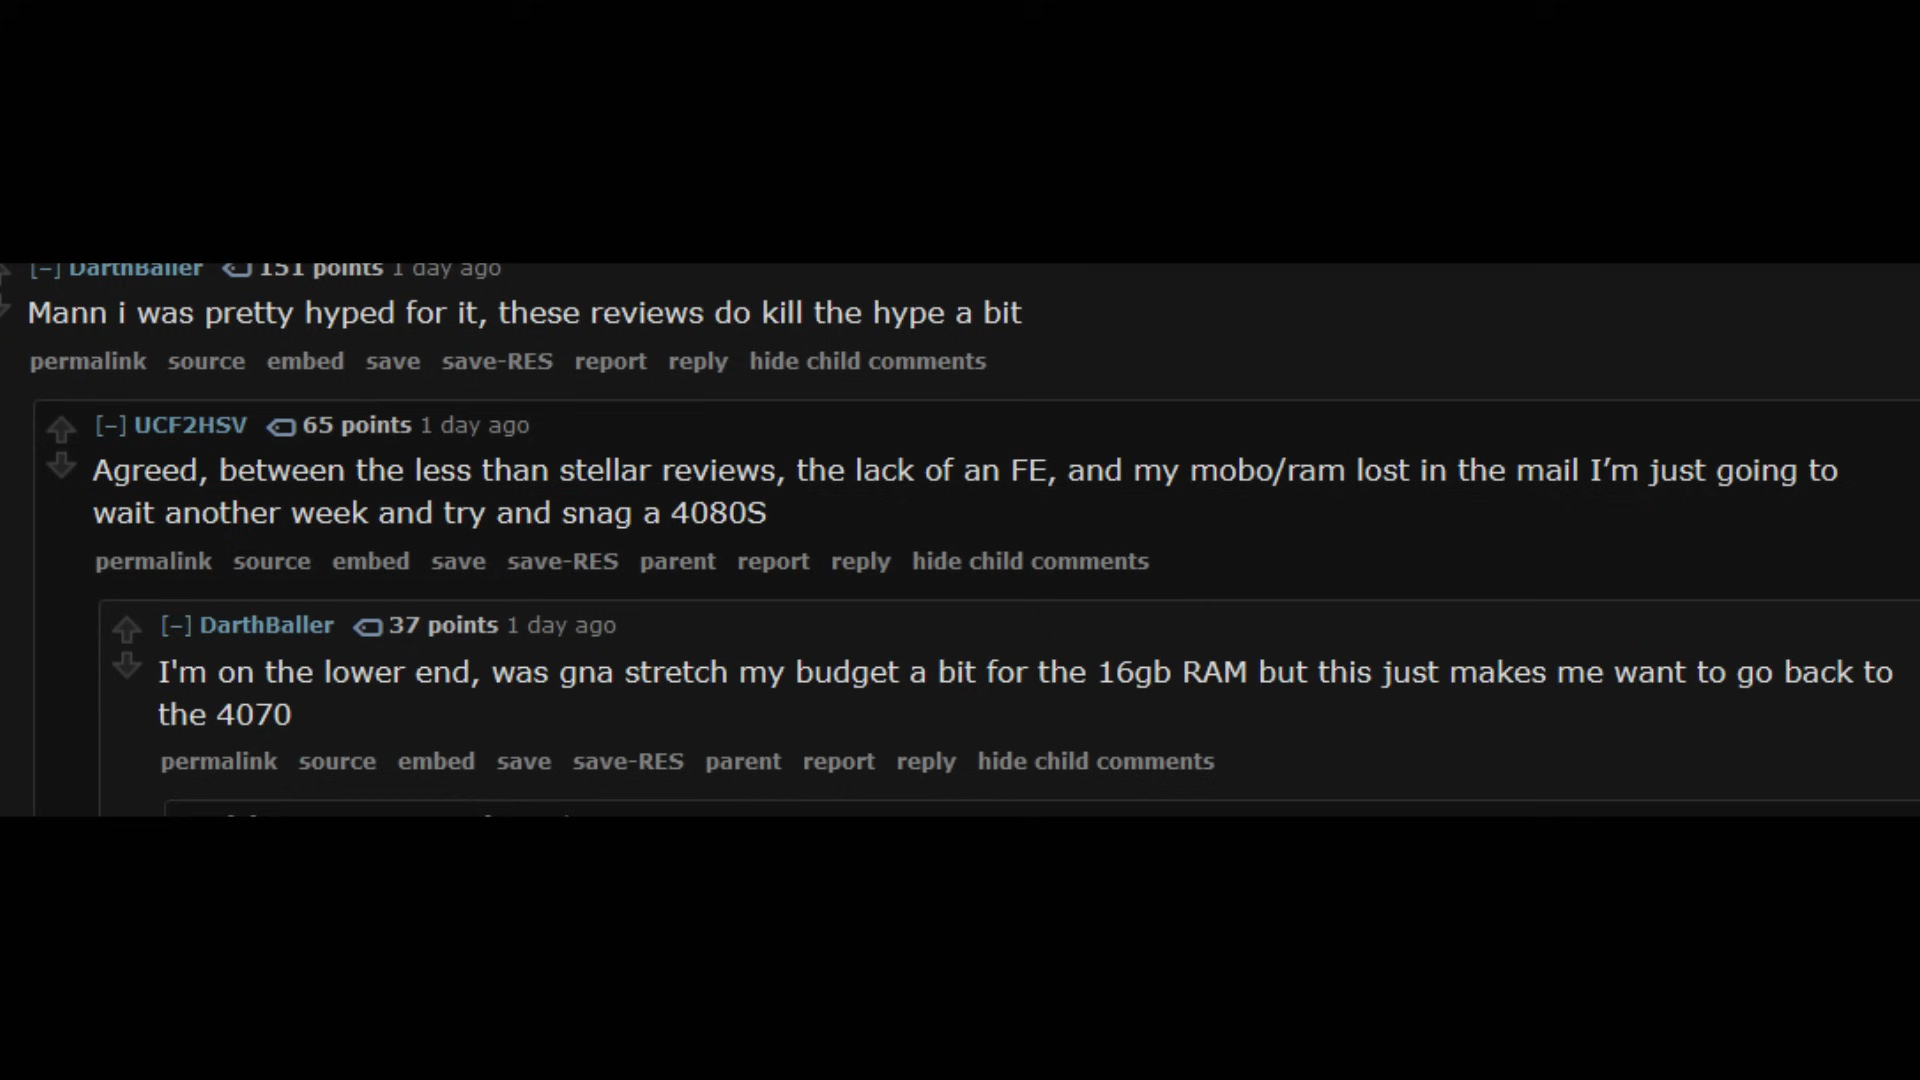 [–] DarthBaller 151 points 1 day ago
Mann i was pretty hyped for it, these reviews do kill the hype a bit
permalink source embed save save-RES report reply hide child comments
[–] UCF2HSV 65 points 1 day ago
Agreed, between the less than stellar reviews, the lack of an FE, and my mobo/ram lost in the mail I’m just going to
wait another week and try and snag a 4080S
permalink source embed save save-RES parent report reply hide child comments
[–] DarthBaller 37 points 1 day ago
I'm on the lower end, was gna stretch my budget a bit for the 16gb RAM but this just makes me want to go back to
the 4070
permalink source embed save save-RES parent report reply hide child comments